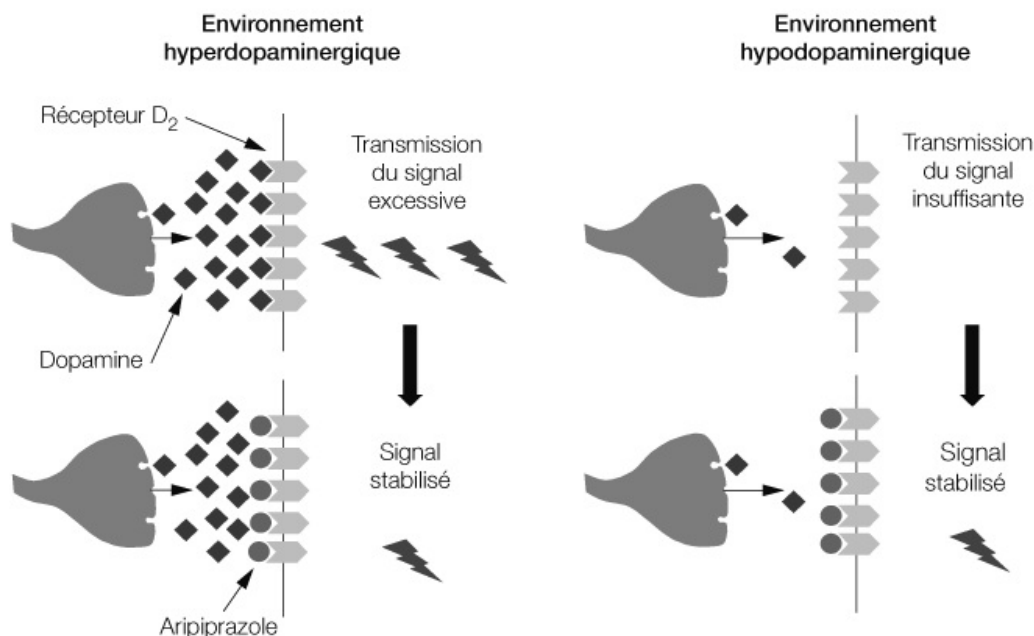 Environnement
hyperdopaminergique
Environnement
hypodopaminergique
Récepteur D₂
Transmission
du signal
excessive
Transmission
du signal
insuffisante
Dopamine
Signal
stabilisé
Signal
stabilisé
Aripiprazole